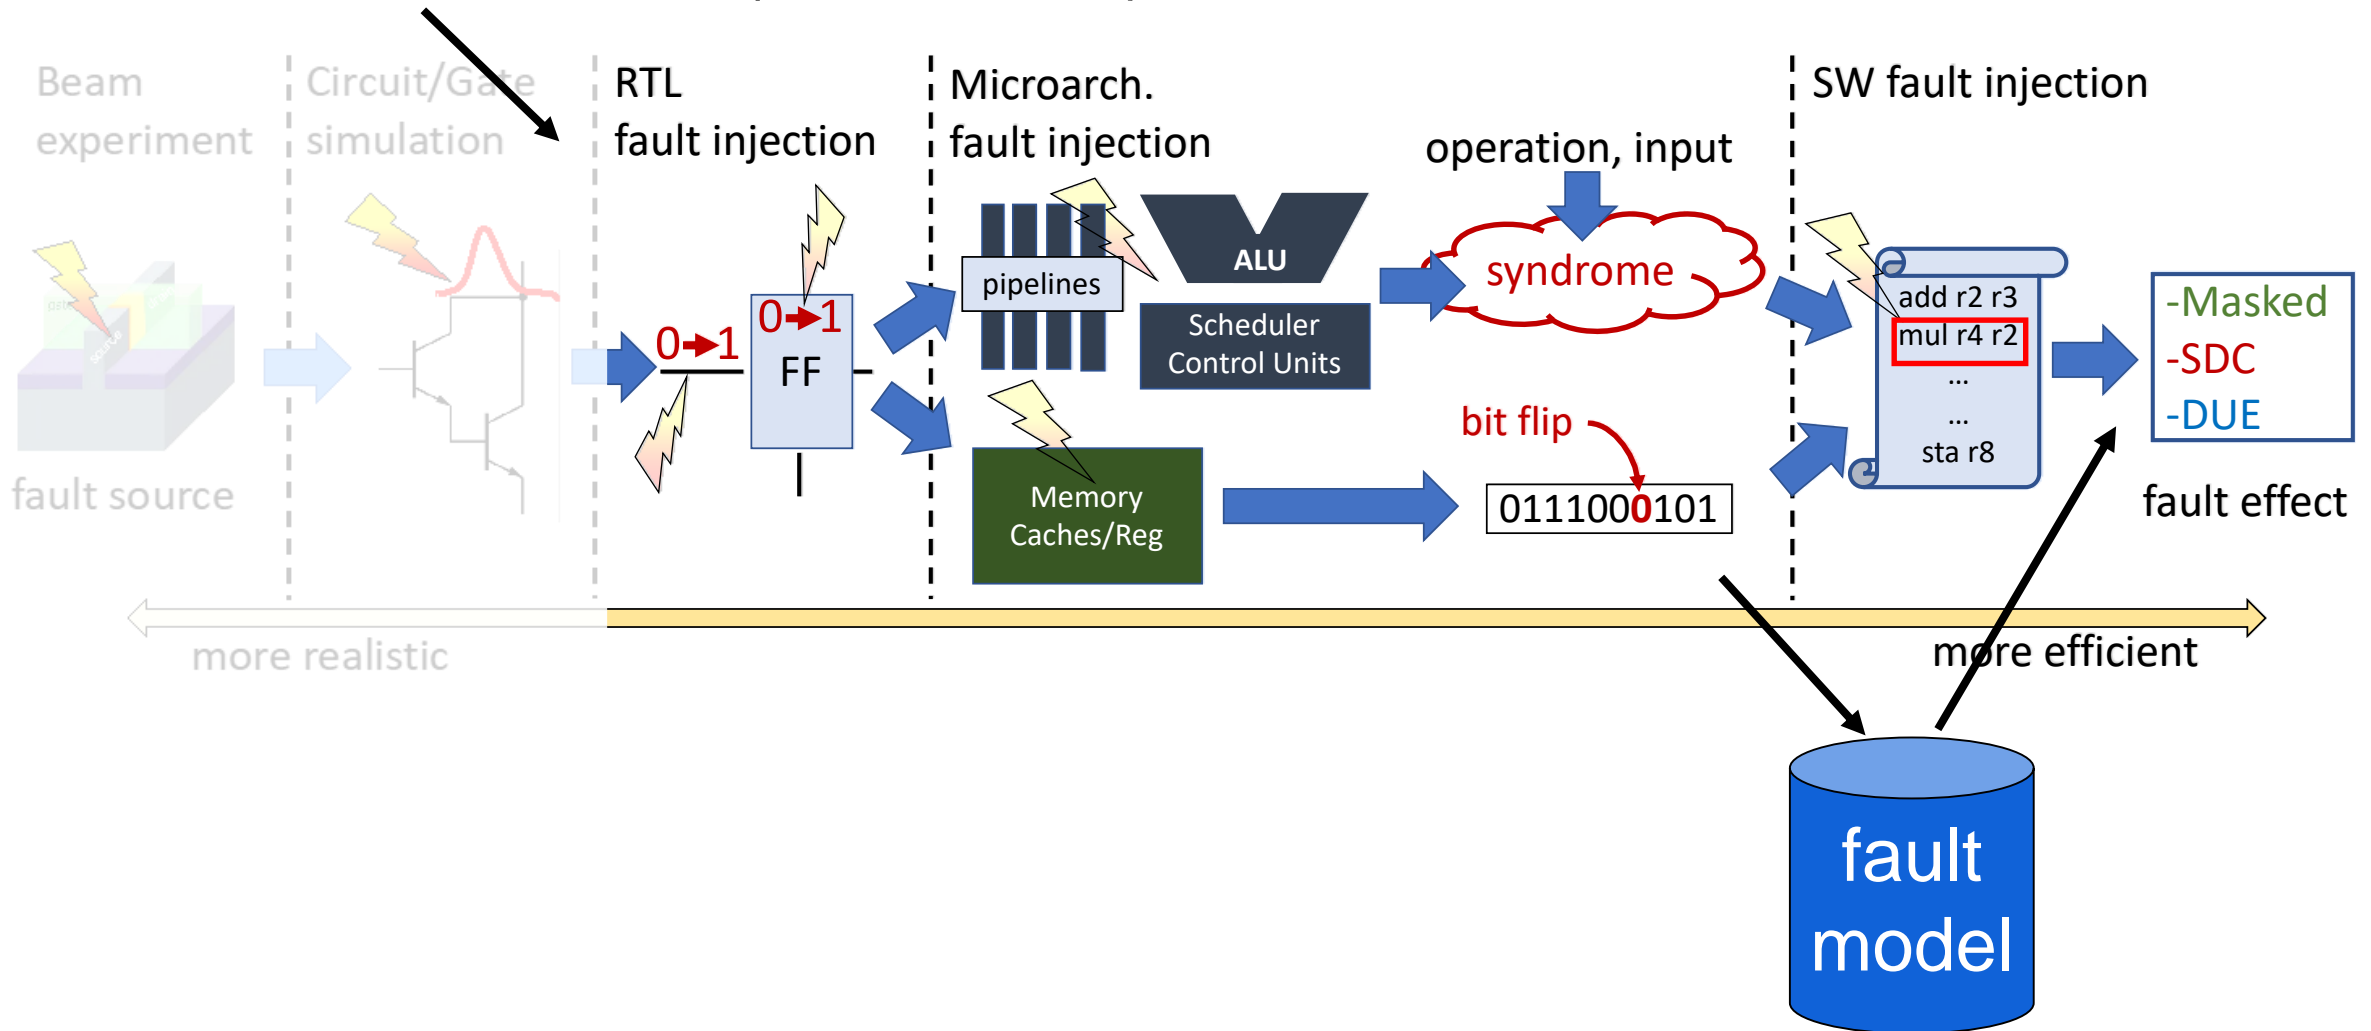 Beam
experiment
Circuit/Gate
simulation
RTL
fault injection
Microarch.
fault injection
operation, input
SW fault injection
source
fault source
0 1
0 1
FF
pipelines
ALU
Scheduler
Control Units
syndrome
Memory
Caches/Reg
bit flip
0111000101
add r2 r3
mul r4 r2
...
...
sta r8
-Masked
-SDC
-DUE
fault effect
more realistic
more efficient
fault
model